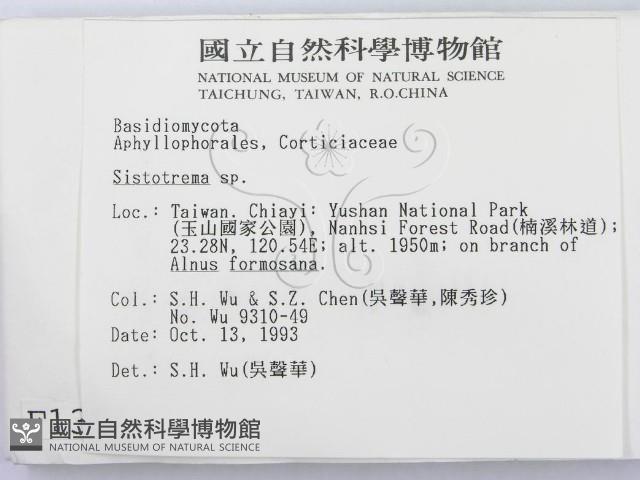 國立自然科學博物館
NATIONAL MUSEUM OF NATURAL SCIENCE
TAICHUNG, TAIWAN, R.O.CHINA
Basidiomycota
Aphyllophorales, Corticiaceae
Sistotrema sp.
Loc.: Taiwan. Chiayi: Yushan National Park
(玉山國家公園), Nanhsi Forest Road(楠溪林道);
23.28N, 120.54E; alt. 1950m; on branch of
Alnus formosana.
Col.: S.H. Wu & S.Z. Chen(吳聲華,陳秀珍)
No. Wu 9310-49
Date: Oct. 13, 1993
Det.: S.H. Wu(吳聲華)
國立自然科學博物館
NATIONAL MUSEUM OF NATURAL SCIENCE